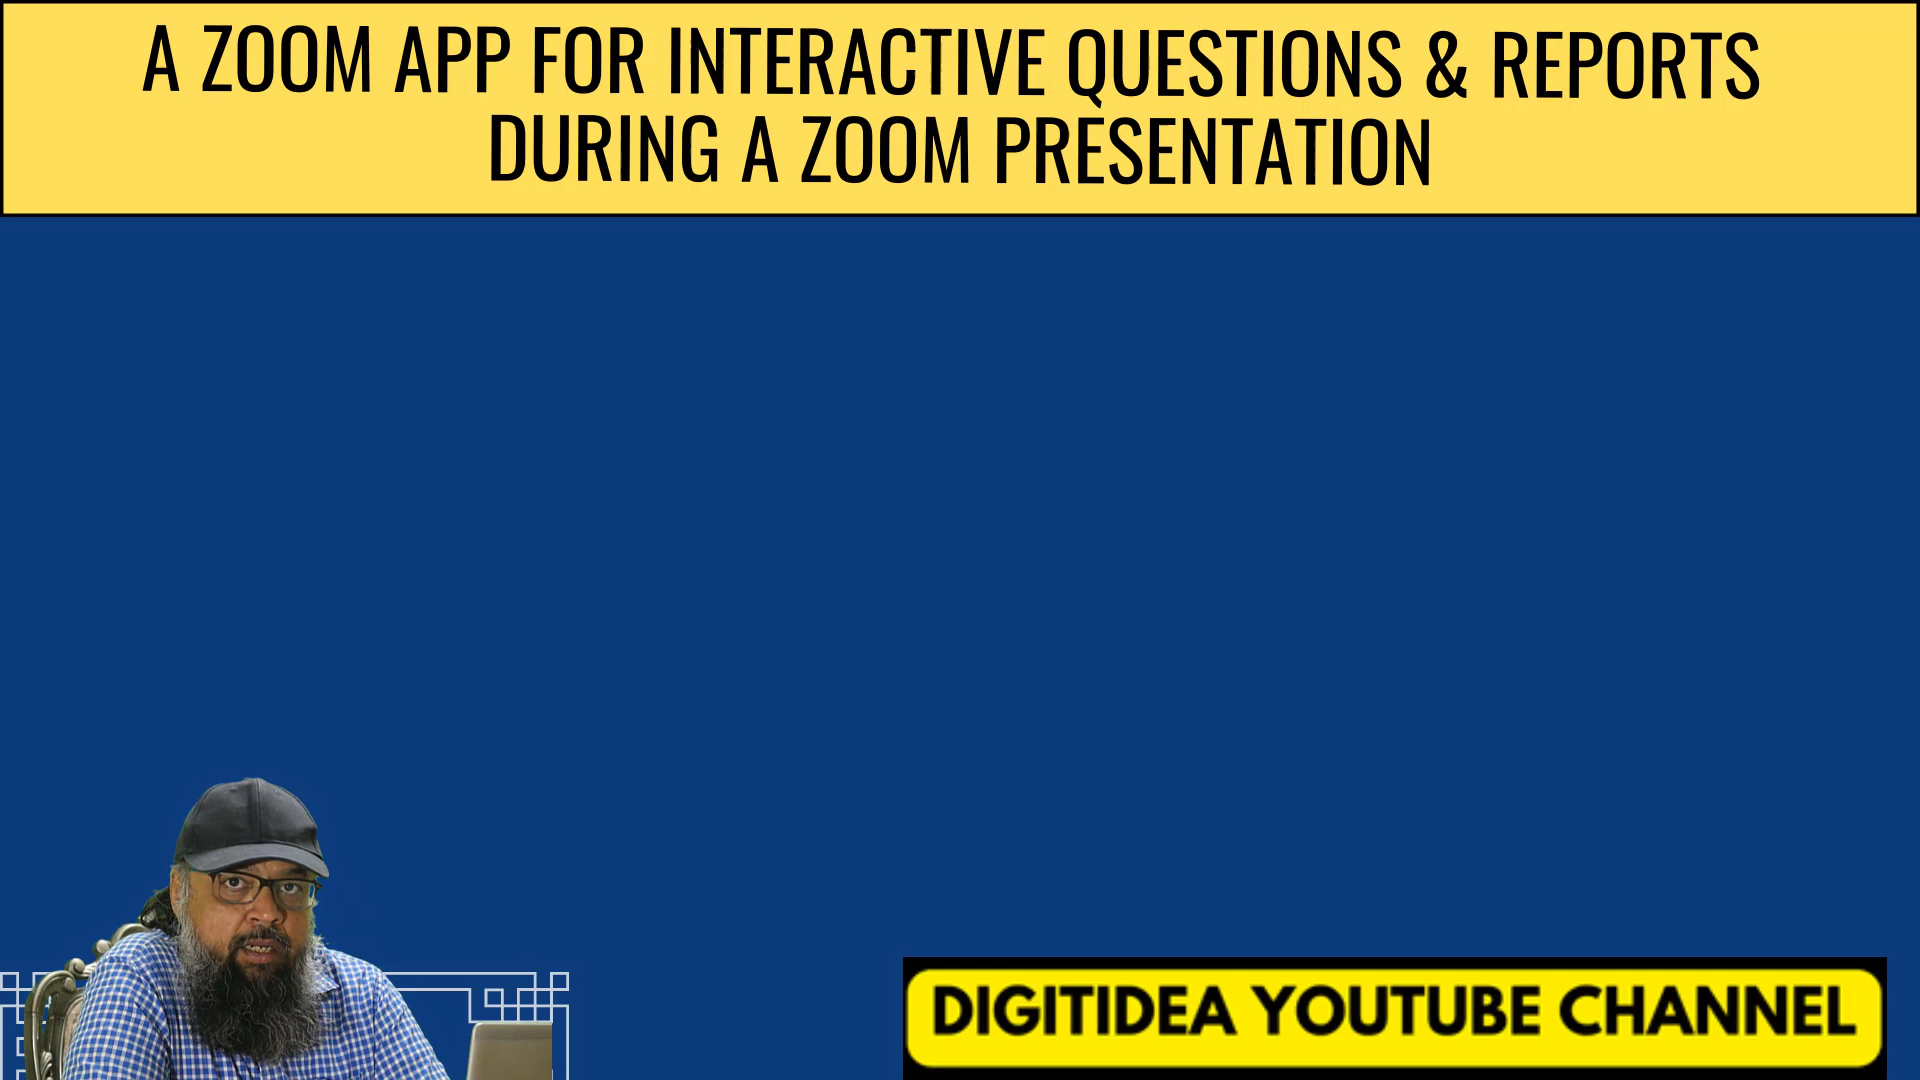 A ZOOM APP FOR INTERACTIVE QUESTIONS & REPORTS
DURING A ZOOM PRESENTATION
DIGITIDEA YOUTUBE CHANNEL